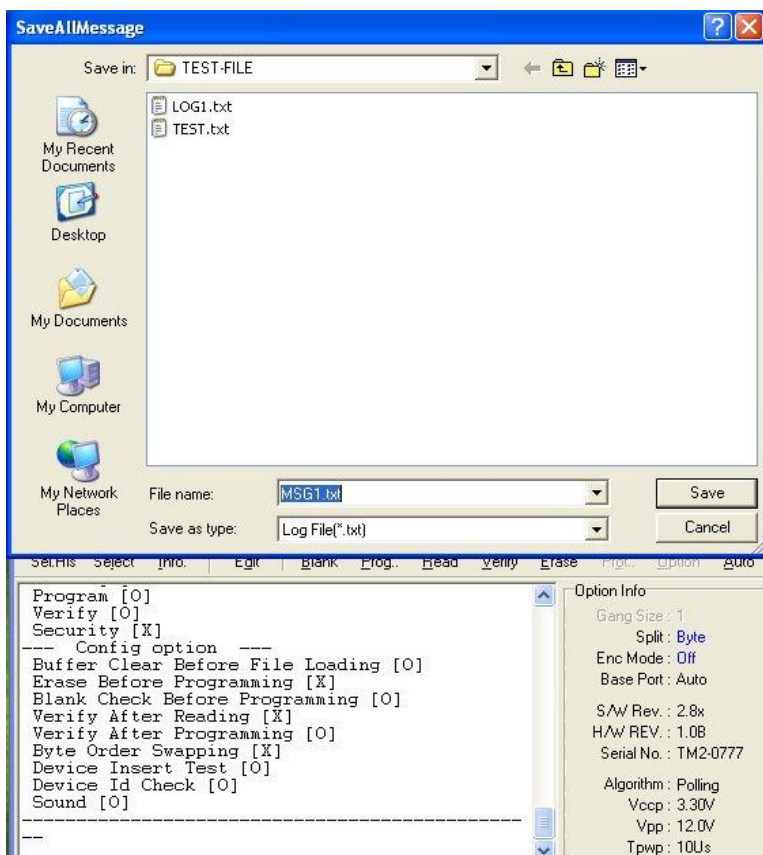 SaveAllMessage
Save in:
TEST-FILE
LOG1.txt
TEST.txt
My Recent
Documents
Desktop
My Documents
My Computer
My Network
Places
File name:
MSG1.txt
Save
Save as type:
Log File(*.txt)
Cancel
Sel.His Select Info. Edit Blank Prog.. Read Verify Erase Prot.. Option Auto
Program [O]
Verify [O]
Security [X]
--- Config option ---
Buffer Clear Before File Loading [O]
Erase Before Programming [X]
Blank Check Before Programming [O]
Verify After Reading [X]
Verify After Programming [O]
Byte Order Swapping [X]
Device Insert Test [O]
Device Id Check [O]
Sound [O]
Option Info
Gang Size : 1
Split : Byte
Enc Mode : Off
Base Port : Auto
S/W Rev. : 2.8x
H/W REV. : 1.0B
Serial No. : TM2-0777
Algorithm : Polling
Vccp : 3.30V
Vpp : 12.0V
Tpwp : 10Us